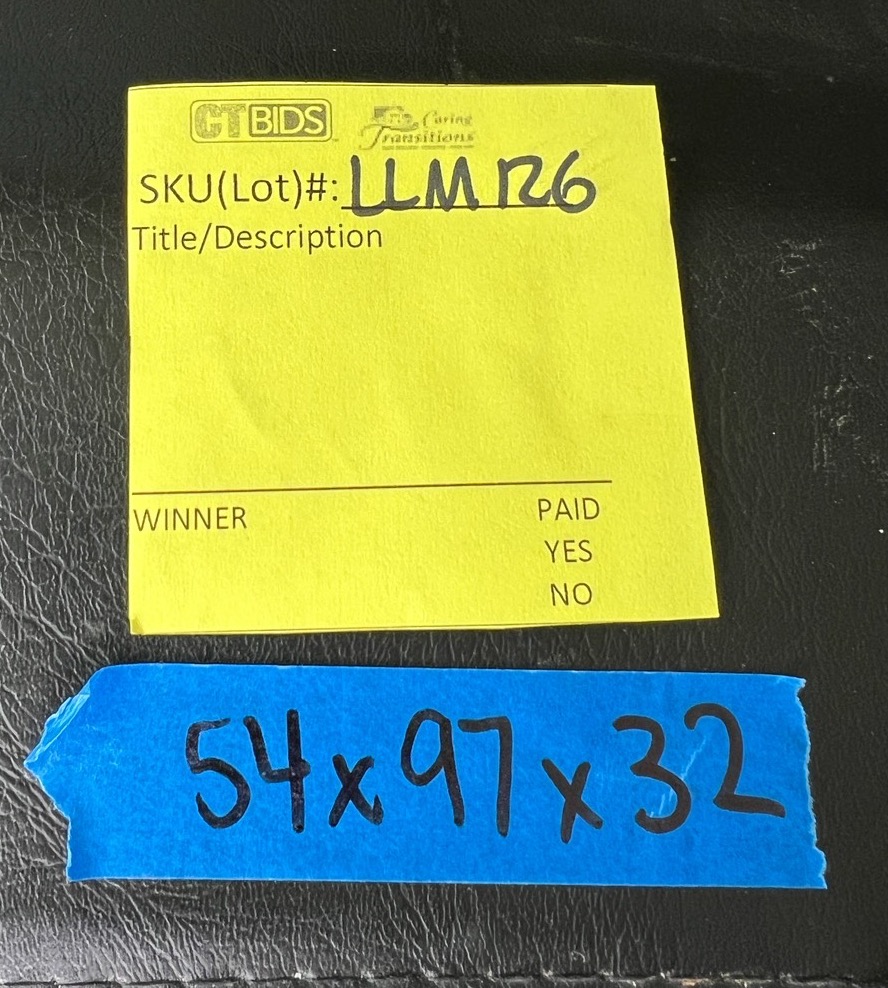 CTBIDS
Caring
Transitions
SKU(Lot)#: LLM126
Title/Description
WINNER PAID
YES
NO
54x97x32